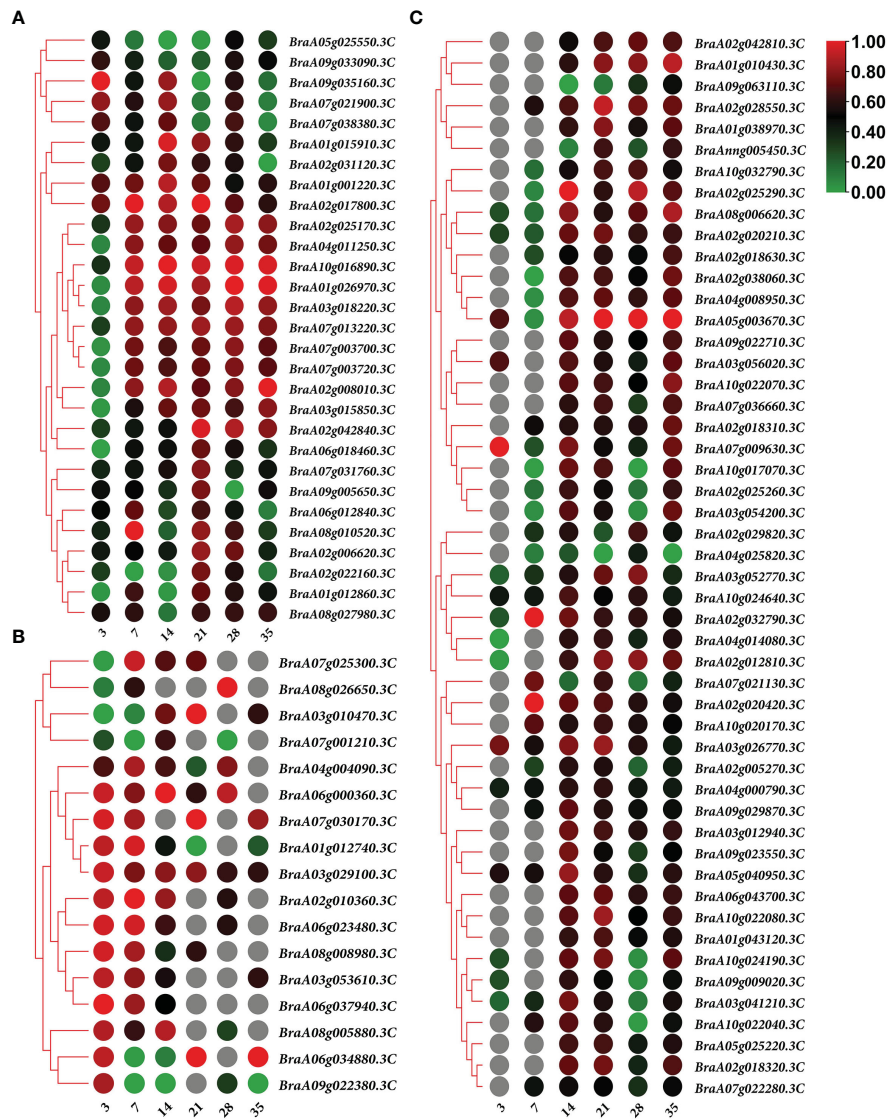 A
BraA05g025550.3C
BraA09g033090.3C
BraA09g035160.3C
BraA07g021900.3C
BraA07g038380.3C
BraA01g015910.3C
BraA02g031120.3C
BraA01g001220.3C
BraA02g017800.3C
BraA02g025170.3C
BraA04g011250.3C
BraA10g016890.3C
BraA01g026970.3C
BraA03g018220.3C
BraA07g013220.3C
BraA07g003700.3C
BraA07g003720.3C
BraA02g008010.3C
BraA03g015850.3C
BraA02g042840.3C
BraA06g018460.3C
BraA07g031760.3C
BraA09g005650.3C
BraA06g012840.3C
BraA08g010520.3C
BraA02g006620.3C
BraA02g022160.3C
BraA01g012860.3C
BraA08g027980.3C
3 7 14 21 28 35
B
BraA07g025300.3C
BraA08g026650.3C
BraA03g010470.3C
BraA07g001210.3C
BraA04g004090.3C
BraA06g000360.3C
BraA07g030170.3C
BraA01g012740.3C
BraA03g029100.3C
BraA02g010360.3C
BraA06g023480.3C
BraA08g008980.3C
BraA03g053610.3C
BraA06g037940.3C
BraA08g005880.3C
BraA06g034880.3C
BraA09g022380.3C
3 7 14 21 28 35
C
BraA02g042810.3C
BraA01g010430.3C
BraA09g063110.3C
BraA02g028550.3C
BraA01g038970.3C
BraAnng005450.3C
BraA10g032790.3C
BraA02g025290.3C
BraA08g006620.3C
BraA02g020210.3C
BraA02g018630.3C
BraA02g038060.3C
BraA04g008950.3C
BraA05g003670.3C
BraA09g022710.3C
BraA03g056020.3C
BraA10g022070.3C
BraA07g036660.3C
BraA02g018310.3C
BraA07g009630.3C
BraA10g017070.3C
BraA02g025260.3C
BraA03g054200.3C
BraA02g029820.3C
BraA04g025820.3C
BraA03g052770.3C
BraA10g024640.3C
BraA02g032790.3C
BraA04g014080.3C
BraA02g012810.3C
BraA07g021130.3C
BraA02g020420.3C
BraA10g020170.3C
BraA03g026770.3C
BraA02g005270.3C
BraA04g000790.3C
BraA09g029870.3C
BraA03g012940.3C
BraA09g023550.3C
BraA05g040950.3C
BraA06g043700.3C
BraA10g022080.3C
BraA01g043120.3C
BraA10g024190.3C
BraA09g009020.3C
BraA03g041210.3C
BraA10g022040.3C
BraA05g025220.3C
BraA02g018320.3C
BraA07g022280.3C
3 7 14 21 28 35
1.00
0.80
0.60
0.40
0.20
0.00